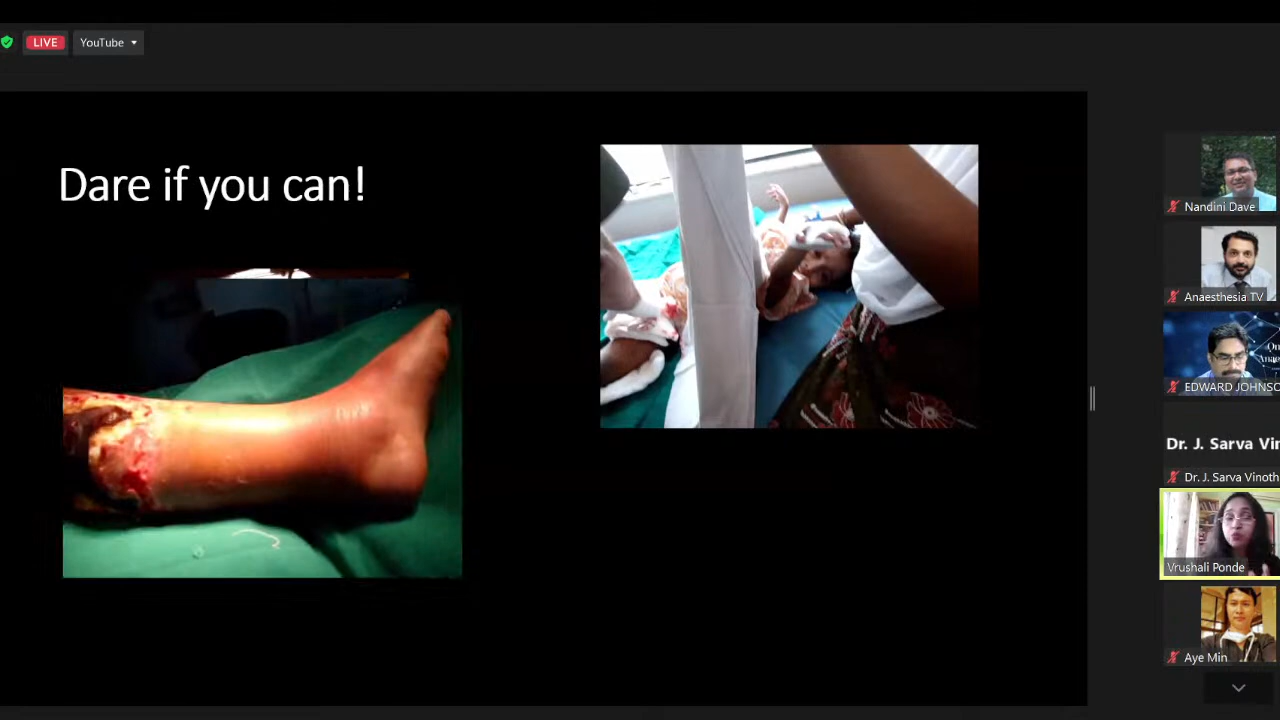 LIVE
YouTube
Dare if you can!
Nandini Dave
Anaesthesia TV
EDWARD JOHNSO
Dr. J. Sarva Vin
Dr. J. Sarva Vinoth
Vrushali Ponde
Aye Min